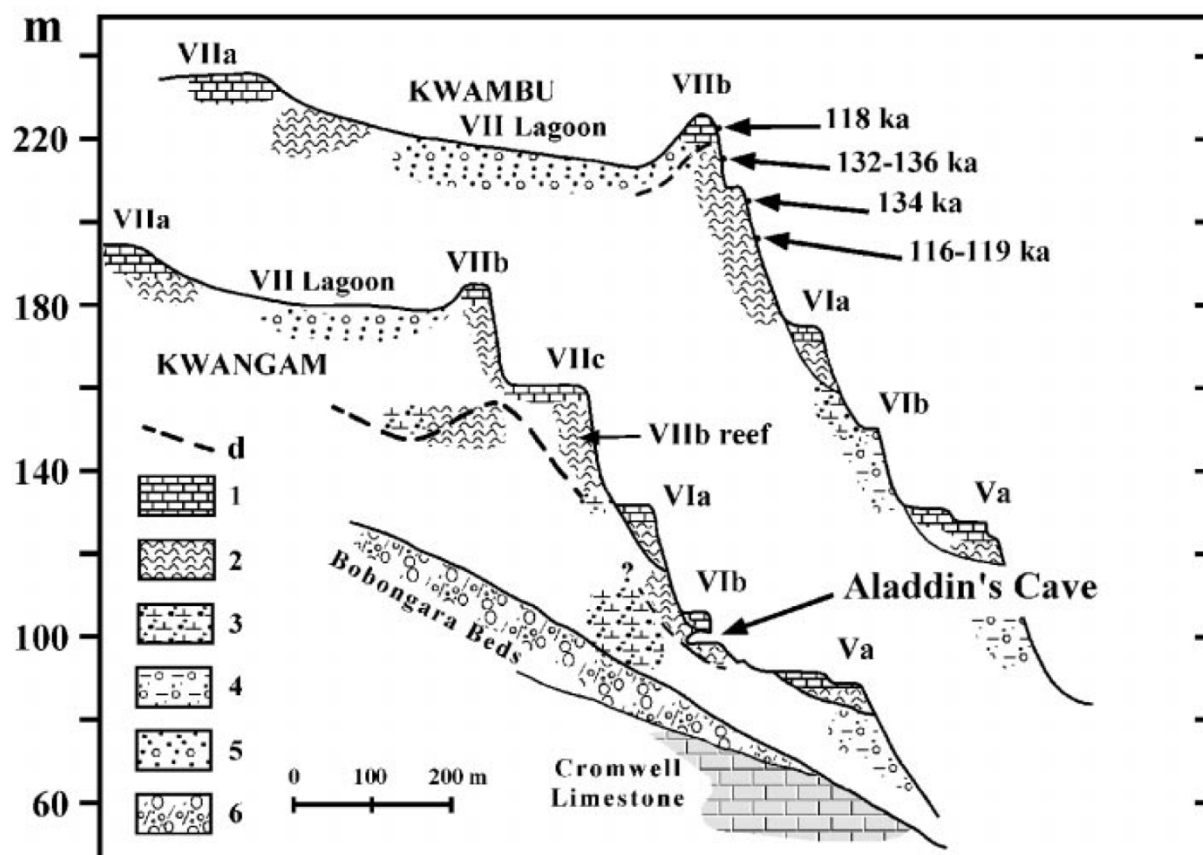 m
VIIa
KWAMBU
VIIb
VII Lagoon
118 ka
220
132-136 ka
134 ka
VIIa
116-119 ka
VII Lagoon
VIIb
180
VIa
KWANGAM
VIIc
VIb
d
VIIb reef
140
1
VIa
Va
2
Bobongara Beds
?
VIb
Aladdin's Cave
3
100
Va
4
5
0 100 200 m
Cromwell
Limestone
60
6